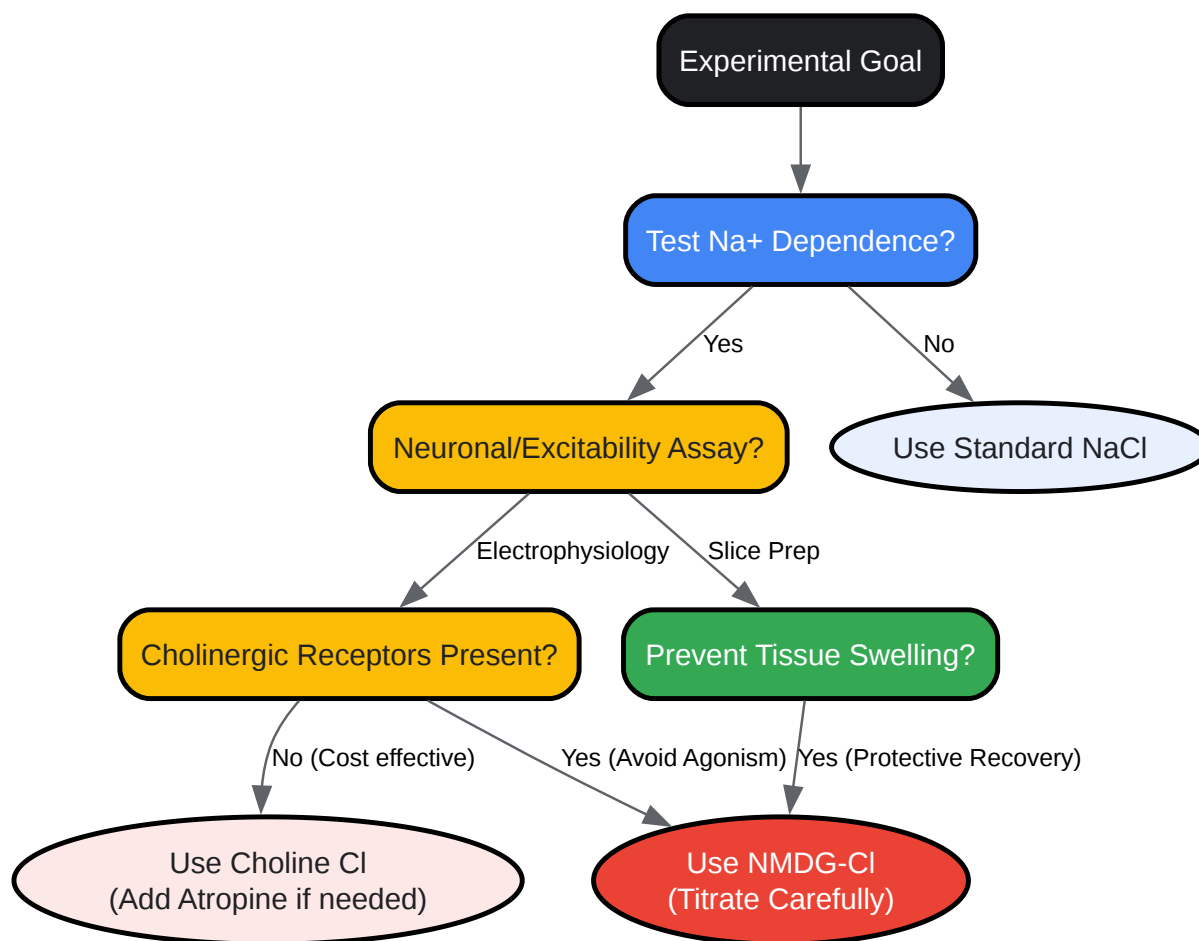 Experimental Goal
Test Na+ Dependence?
Yes
No
Neuronal/Excitability Assay?
Use Standard NaCl
Electrophysiology
Slice Prep
Cholinergic Receptors Present?
Prevent Tissue Swelling?
No (Cost effective)
Yes (Avoid Agonism)
Yes (Protective Recovery)
Use Choline Cl
(Add Atropine if needed)
Use NMDG-Cl
(Titrate Carefully)